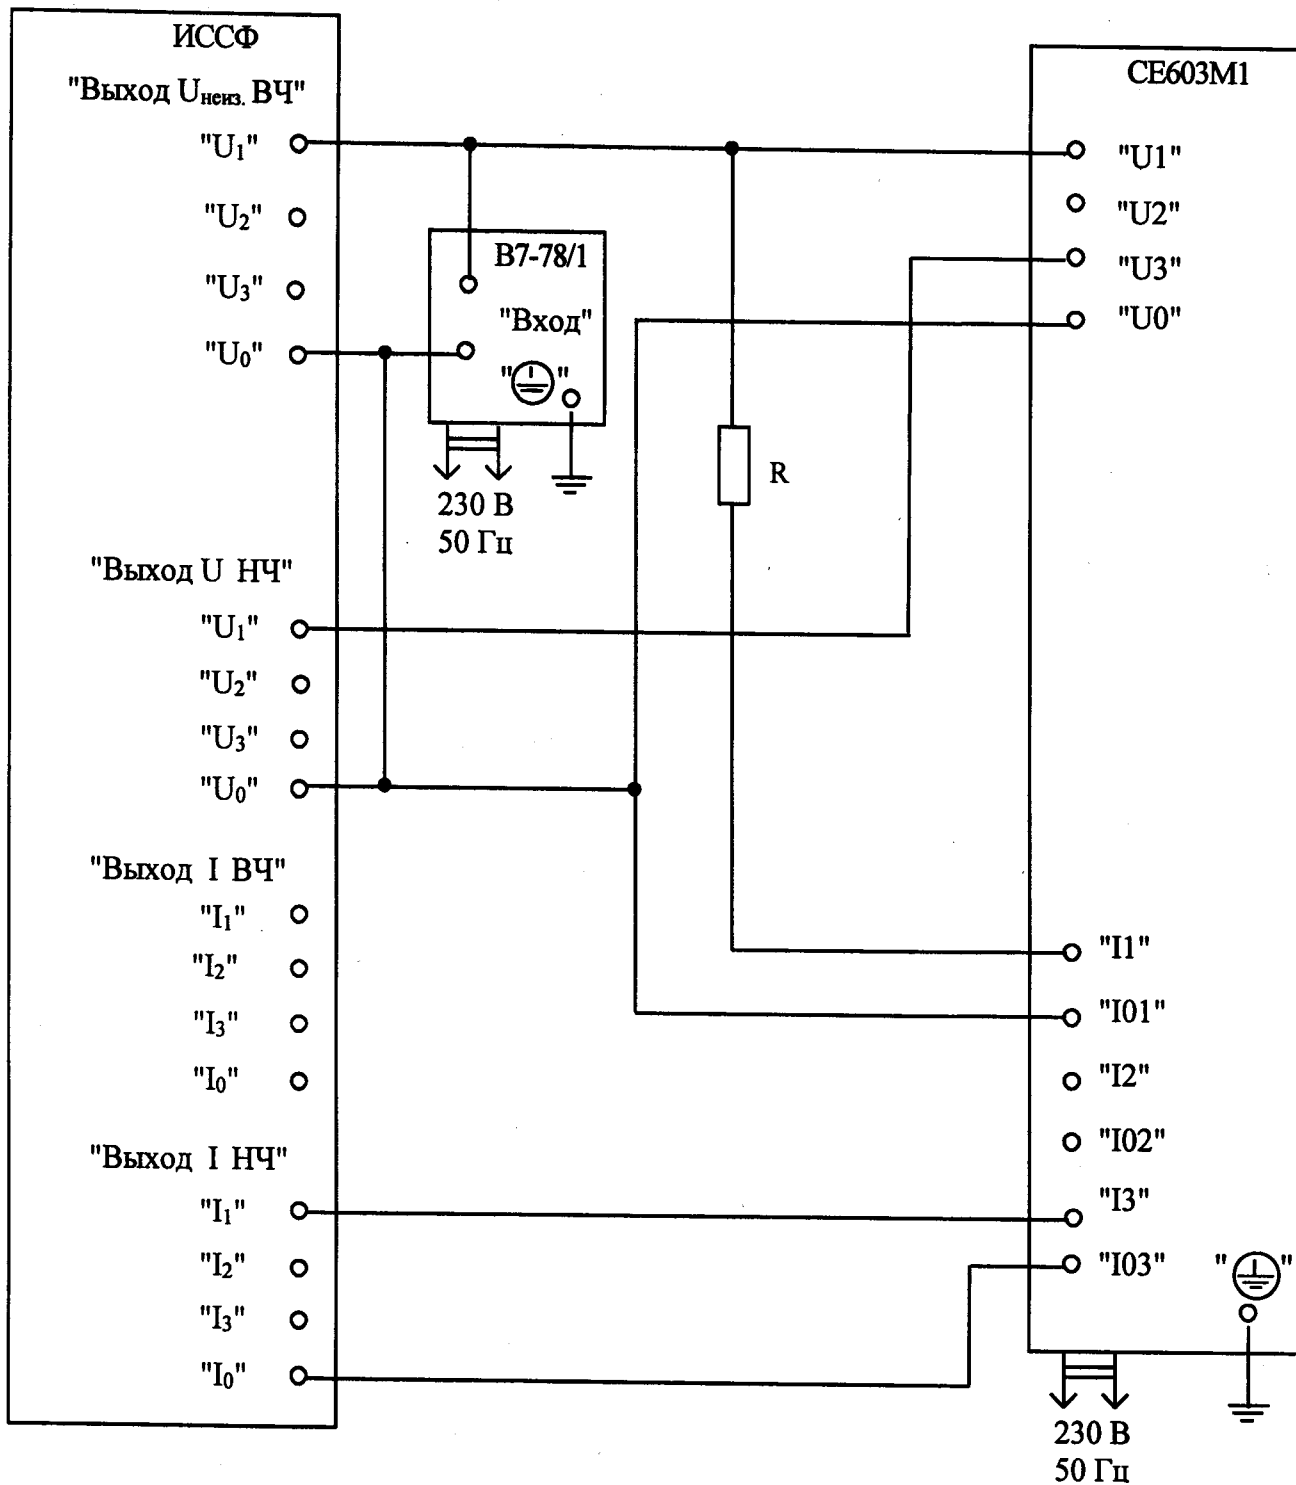 ИССФ
"Выход Uнеиз. ВЧ"
"U1"
"U2"
"U3"
"U0"
"Выход U НЧ"
"U1"
"U2"
"U3"
"U0"
"Выход I ВЧ"
"I1"
"I2"
"I3"
"I0"
"Выход I НЧ"
"I1"
"I2"
"I3"
"I0"
В7-78/1
"Вход"
" "
230 В
50 Гц
R
СЕ603М1
"U1"
"U2"
"U3"
"U0"
"I1"
"I01"
"I2"
"I02"
"I3"
"I03"
" "
230 В
50 Гц